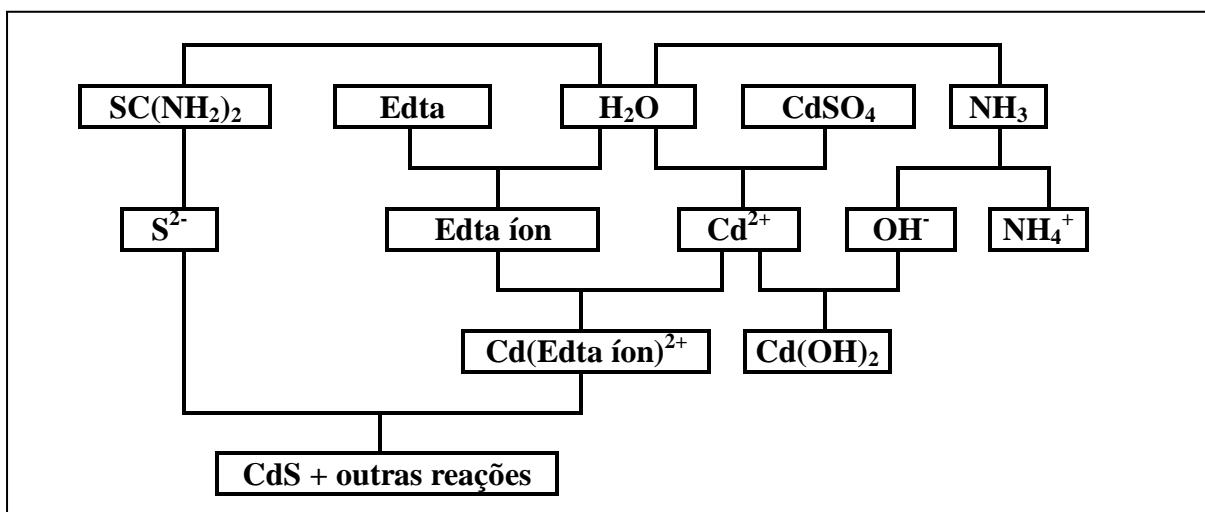 SC(NH₂)₂ Edta H₂O CdSO₄ NH₃
S²⁻ Edta íon Cd²⁺ OH⁻ NH₄⁺
Cd(Edta íon)²⁺ Cd(OH)₂
CdS + outras reações